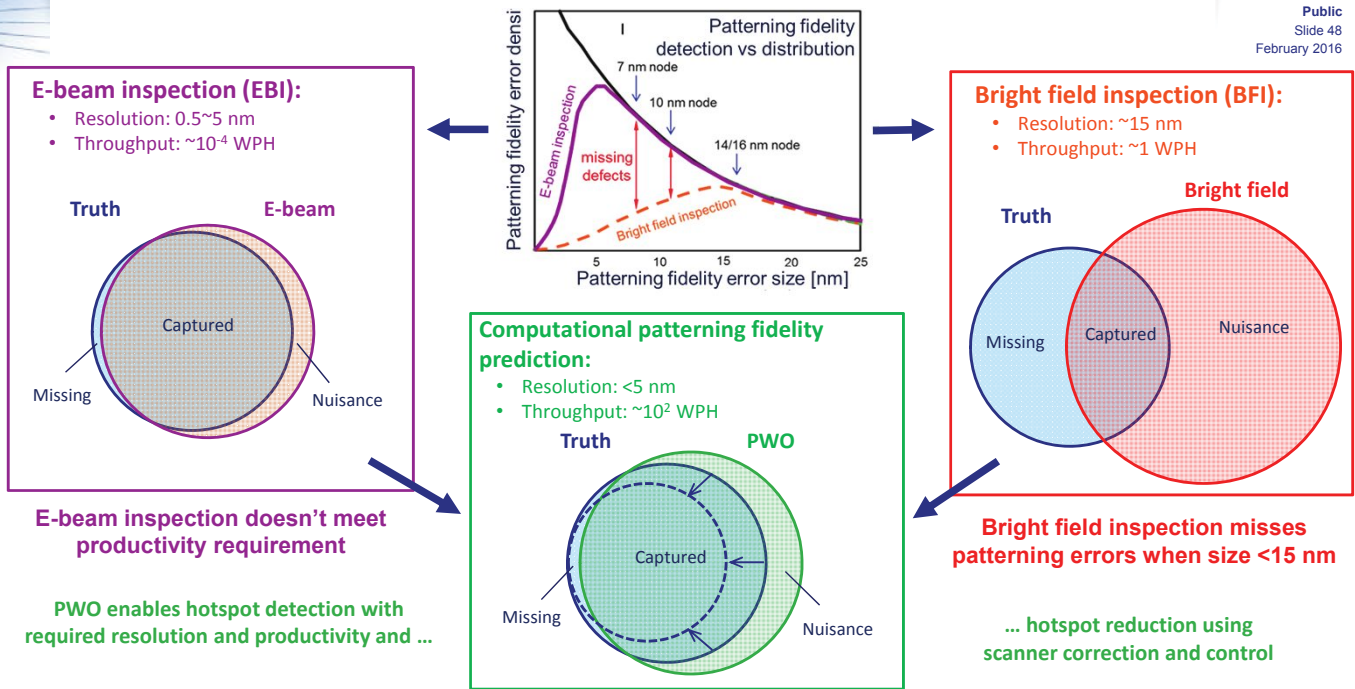 Public
Slide 48
February 2016
E-beam inspection (EBI):
• Resolution: 0.5~5 nm
• Throughput: ~10⁻⁴ WPH
Truth
E-beam
Captured
Missing
Nuisance
E-beam inspection doesn't meet
productivity requirement
PWO enables hotspot detection with
required resolution and productivity and ...
Patterning fidelity
detection vs distribution
Patterning fidelity error densi
7 nm node
10 nm node
14/16 nm node
E-beam inspection
missing
defects
Bright field inspection
5
10
15
20
25
Patterning fidelity error size [nm]
Computational patterning fidelity
prediction:
• Resolution: <5 nm
• Throughput: ~10² WPH
Truth
PWO
Captured
Missing
Nuisance
Bright field inspection (BFI):
• Resolution: ~15 nm
• Throughput: ~1 WPH
Bright field
Truth
Missing
Captured
Nuisance
Bright field inspection misses
patterning errors when size <15 nm
... hotspot reduction using
scanner correction and control